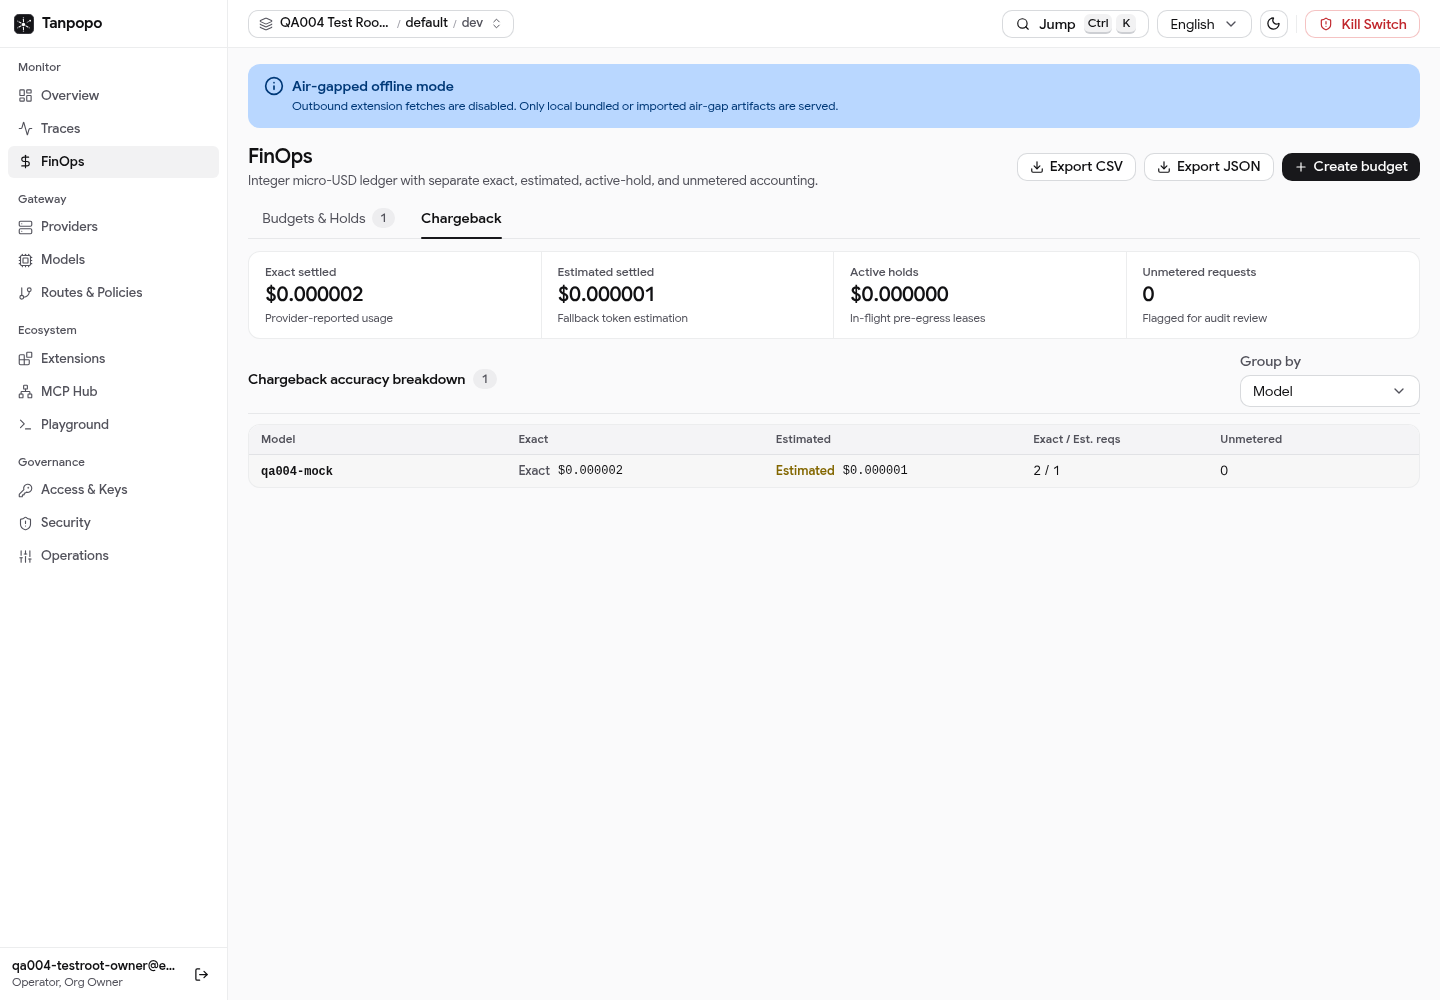 Tanpopo
QA004 Test Roo... / default / dev
Jump Ctrl K
English
Kill Switch
Monitor
Overview
Traces
FinOps
Gateway
Providers
Models
Routes & Policies
Ecosystem
Extensions
MCP Hub
Playground
Governance
Access & Keys
Security
Operations
qa004-testroot-owner@e...
Operator, Org Owner
Air-gapped offline mode
Outbound extension fetches are disabled. Only local bundled or imported air-gap artifacts are served.
FinOps
Integer micro-USD ledger with separate exact, estimated, active-hold, and unmetered accounting.
Export CSV
Export JSON
Create budget
Budgets & Holds 1
Chargeback
Exact settled
$0.000002
Provider-reported usage
Estimated settled
$0.000001
Fallback token estimation
Active holds
$0.000000
In-flight pre-egress leases
Unmetered requests
0
Flagged for audit review
Chargeback accuracy breakdown 1
Group by
Model
Model Exact Estimated Exact / Est. reqs Unmetered
qa004-mock Exact $0.000002 Estimated $0.000001 2 / 1 0